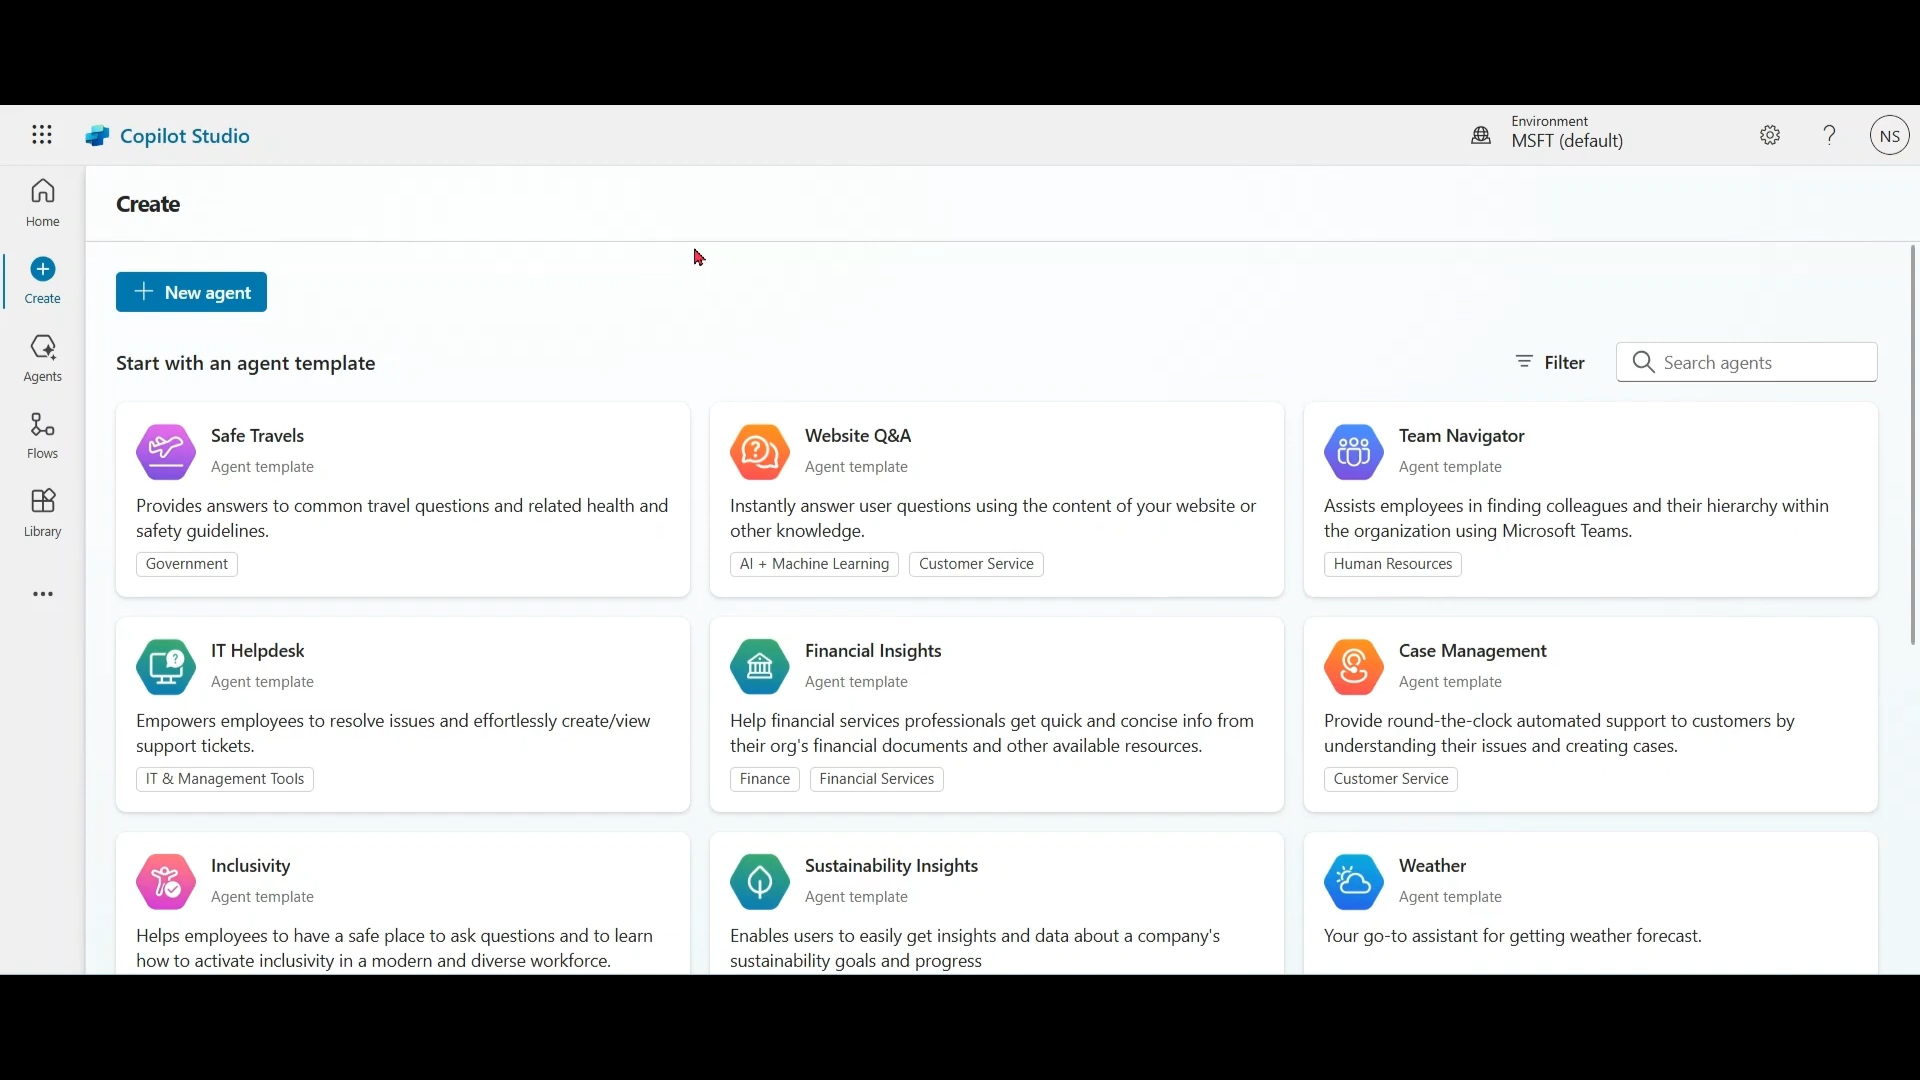 Copilot Studio
Environment
MSFT (default)
NS
Home
Create
Agents
Flows
Library
Create
New agent
Start with an agent template
Filter
Search agents
Safe Travels
Agent template
Provides answers to common travel questions and related health and
safety guidelines.
Government
Website Q&A
Agent template
Instantly answer user questions using the content of your website or
other knowledge.
AI + Machine Learning
Customer Service
Team Navigator
Agent template
Assists employees in finding colleagues and their hierarchy within
the organization using Microsoft Teams.
Human Resources
IT Helpdesk
Agent template
Empowers employees to resolve issues and effortlessly create/view
support tickets.
IT & Management Tools
Financial Insights
Agent template
Help financial services professionals get quick and concise info from
their org's financial documents and other available resources.
Finance
Financial Services
Case Management
Agent template
Provide round-the-clock automated support to customers by
understanding their issues and creating cases.
Customer Service
Inclusivity
Agent template
Helps employees to have a safe place to ask questions and to learn
how to activate inclusivity in a modern and diverse workforce.
Sustainability Insights
Agent template
Enables users to easily get insights and data about a company's
sustainability goals and progress
Weather
Agent template
Your go-to assistant for getting weather forecast.